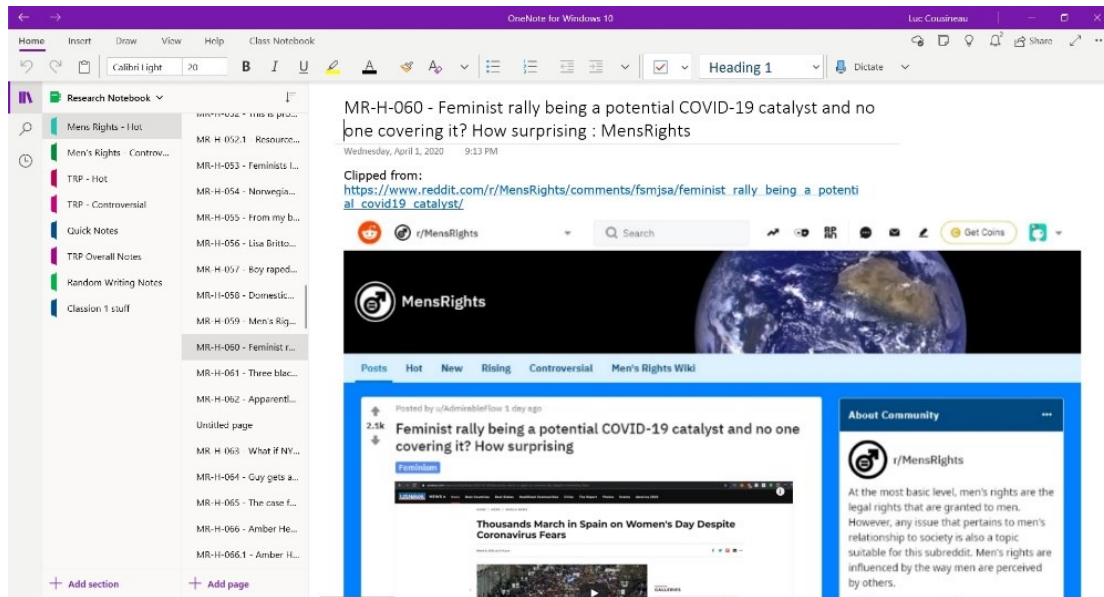 OneNote for Windows 10
Luc Cousineau
Home Insert Draw View Help Class Notebook
Share
Calibri Light 20 B I U A Heading 1 Dictate
Research Notebook
Mens Rights - Hot
Men's Rights - Controv...
TRP - Hot
TRP - Controversial
Quick Notes
TRP Overall Notes
Random Writing Notes
Classion 1 stuff
Add section
MR-H-052 - This is pro...
MR-H-052.1 - Resource...
MR-H-053 - Feminists I...
MR-H-054 - Norwegia...
MR-H-055 - From my b...
MR-H-056 - Lisa Britto...
MR-H-057 - Boy raped...
MR-H-058 - Domestic...
MR-H-059 - Men's Rig...
MR-H-060 - Feminist r...
MR-H-061 - Three blac...
MR-H-062 - Apparentl...
Untitled page
MR-H-063 - What if NY...
MR-H-064 - Guy gets a...
MR-H-065 - The case f...
MR-H-066 - Amber He...
MR-H-066.1 - Amber H...
Add page
MR-H-060 - Feminist rally being a potential COVID-19 catalyst and no
one covering it? How surprising : MensRights
Wednesday, April 1, 2020 9:13 PM
Clipped from:
https://www.reddit.com/r/MensRights/comments/fsmjsa/feminist_rally_being_a_potenti
al_covid19_catalyst/
r/MensRights Search Get Coins
MensRights
Posts Hot New Rising Controversial Men's Rights Wiki
Posted by u/AdmirableFlow 1 day ago
2.1k
Feminist rally being a potential COVID-19 catalyst and no one
covering it? How surprising
Feminism
Thousands March in Spain on Women's Day Despite
Coronavirus Fears
GALLERIES
About Community
r/MensRights
At the most basic level, men's rights are the
legal rights that are granted to men.
However, any issue that pertains to men's
relationship to society is also a topic
suitable for this subreddit. Men's rights are
influenced by the way men are perceived
by others.